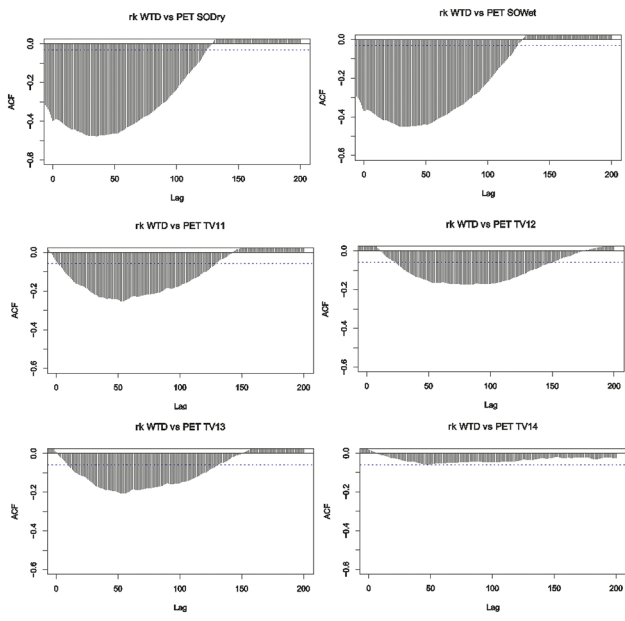 rk WTD vs PET SODry
rk WTD vs PET SOWet
0.0
-0.2
-0.4
-0.6
ACF
0 50 100 150 200
Lag
0.0
-0.2
-0.4
-0.6
ACF
0 50 100 150 200
Lag
rk WTD vs PET TV11
rk WTD vs PET TV12
0.0
-0.2
-0.4
-0.6
ACF
0 50 100 150 200
Lag
0.0
-0.2
-0.4
-0.6
ACF
0 50 100 150 200
Lag
rk WTD vs PET TV13
rk WTD vs PET TV14
0.0
-0.2
-0.4
-0.6
ACF
0 50 100 150 200
Lag
0.0
-0.2
-0.4
-0.6
ACF
0 50 100 150 200
Lag